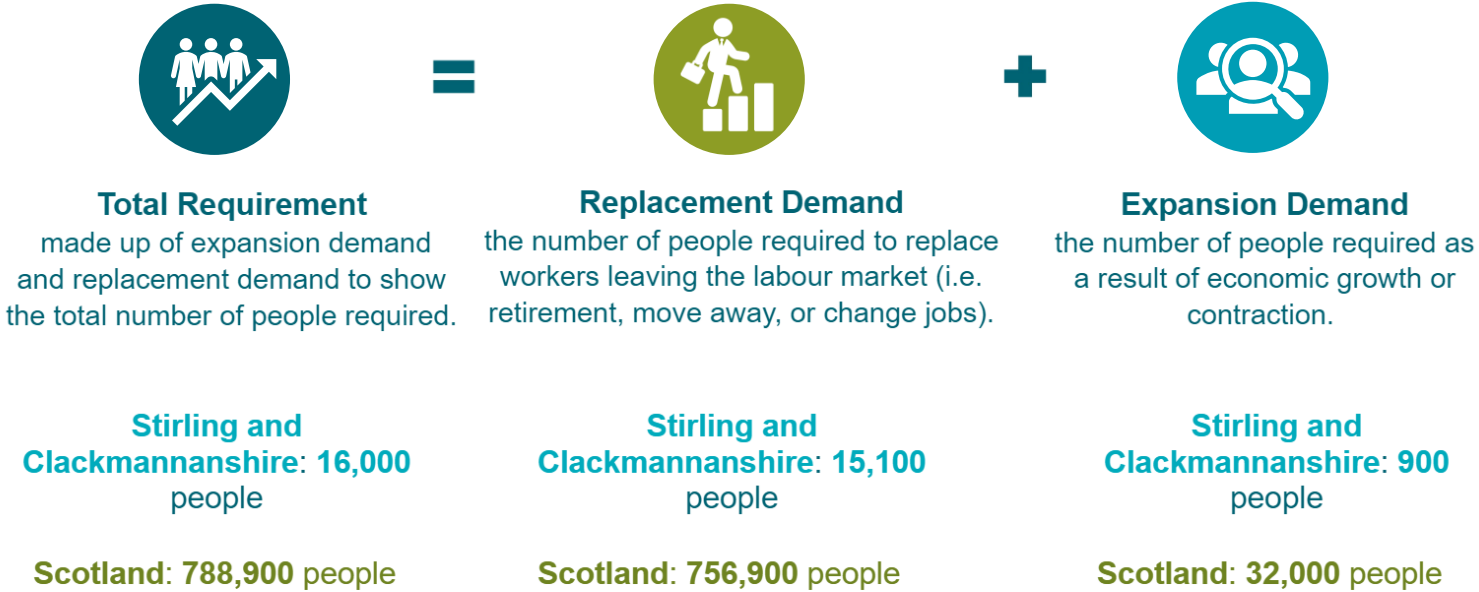 =
+
Total Requirement
made up of expansion demand
and replacement demand to show
the total number of people required.
Replacement Demand
the number of people required to replace
workers leaving the labour market (i.e.
retirement, move away, or change jobs).
Expansion Demand
the number of people required as
a result of economic growth or
contraction.
Stirling and
Clackmannanshire: 16,000
people
Scotland: 788,900 people
Stirling and
Clackmannanshire: 15,100
people
Scotland: 756,900 people
Stirling and
Clackmannanshire: 900
people
Scotland: 32,000 people